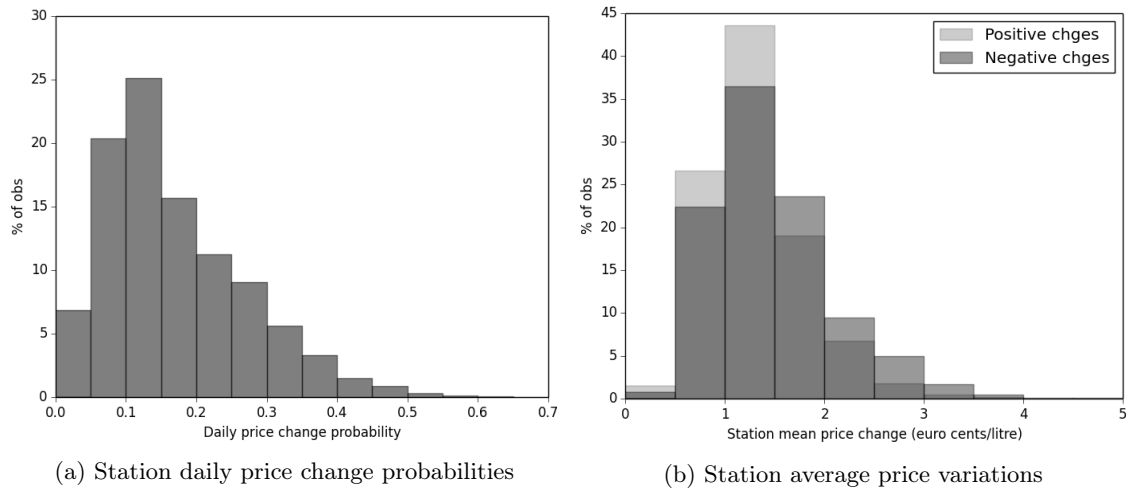 30
25
20
15
10
5
0
% of obs
0.0 0.1 0.2 0.3 0.4 0.5 0.6 0.7
Daily price change probability
(a) Station daily price change probabilities
45
40
35
30
25
20
15
10
5
0
% of obs
Positive chges
Negative chges
0 1 2 3 4 5
Station mean price change (euro cents/litre)
(b) Station average price variations